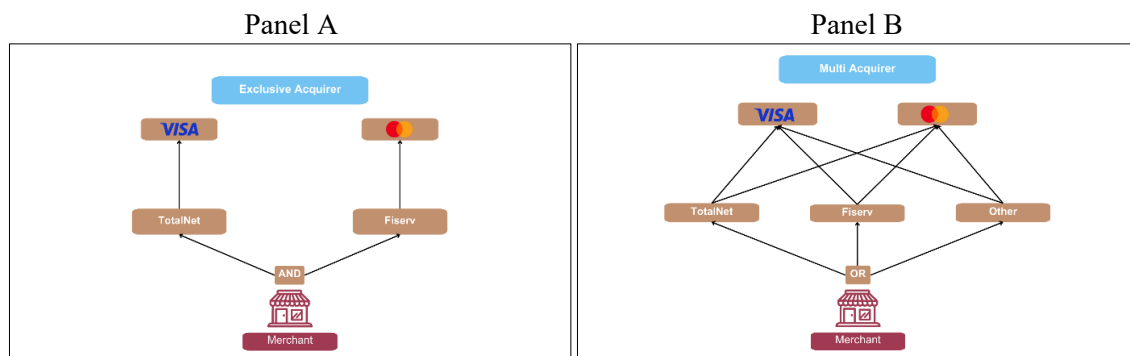 Panel A
Panel B
Exclusive Acquirer
VISA
TotalNet
Fiserv
AND
Merchant
Multi Acquirer
VISA
TotalNet
Fiserv
Other
OR
Merchant